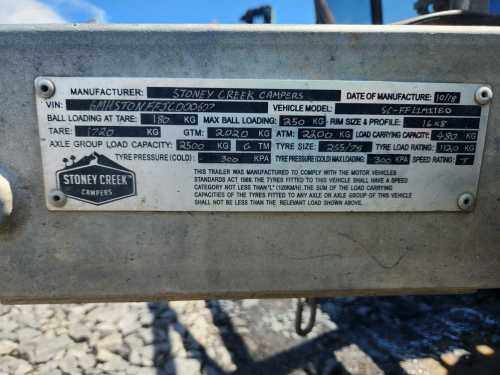 MANUFACTURER: STONEY CREEK CAMPERS DATE OF MANUFACTURE: 10/18
VIN: 6MHSTONFFJC000607 VEHICLE MODEL: SC-FF LIMITED
BALL LOADING AT TARE: 180 KG MAX BALL LOADING: 250 KG RIM SIZE & PROFILE: 16x8
TARE: 1720 KG GTM: 2020 KG ATM: 2200 KG LOAD CARRYING CAPACITY: 480 KG
AXLE GROUP LOAD CAPACITY: 2500 KG TYRE SIZE: 255/75 TYRE LOAD RATING: 1120 KG
TYRE PRESSURE (COLD): 300 KPA TYRE PRESSURE (COLD) MAX LOADING: 300 KPA SPEED RATING:
STONEY CREEK
CAMPERS
THIS TRAILER WAS MANUFACTURED TO COMPLY WITH THE MOTOR VEHICLES
STANDARDS ACT 1989. THE TYRES FITTED TO THIS VEHICLE SHALL HAVE A SPEED
CATEGORY NOT LESS THAN "L" (120KM/H). THE SUM OF THE LOAD CARRYING
CAPACITIES OF TYRES FITTED TO ANY AXLE OR AXLE GROUP OF THIS VEHICLE
SHALL NOT BE LESS THAN THE RELEVANT LOAD SHOWN ABOVE.